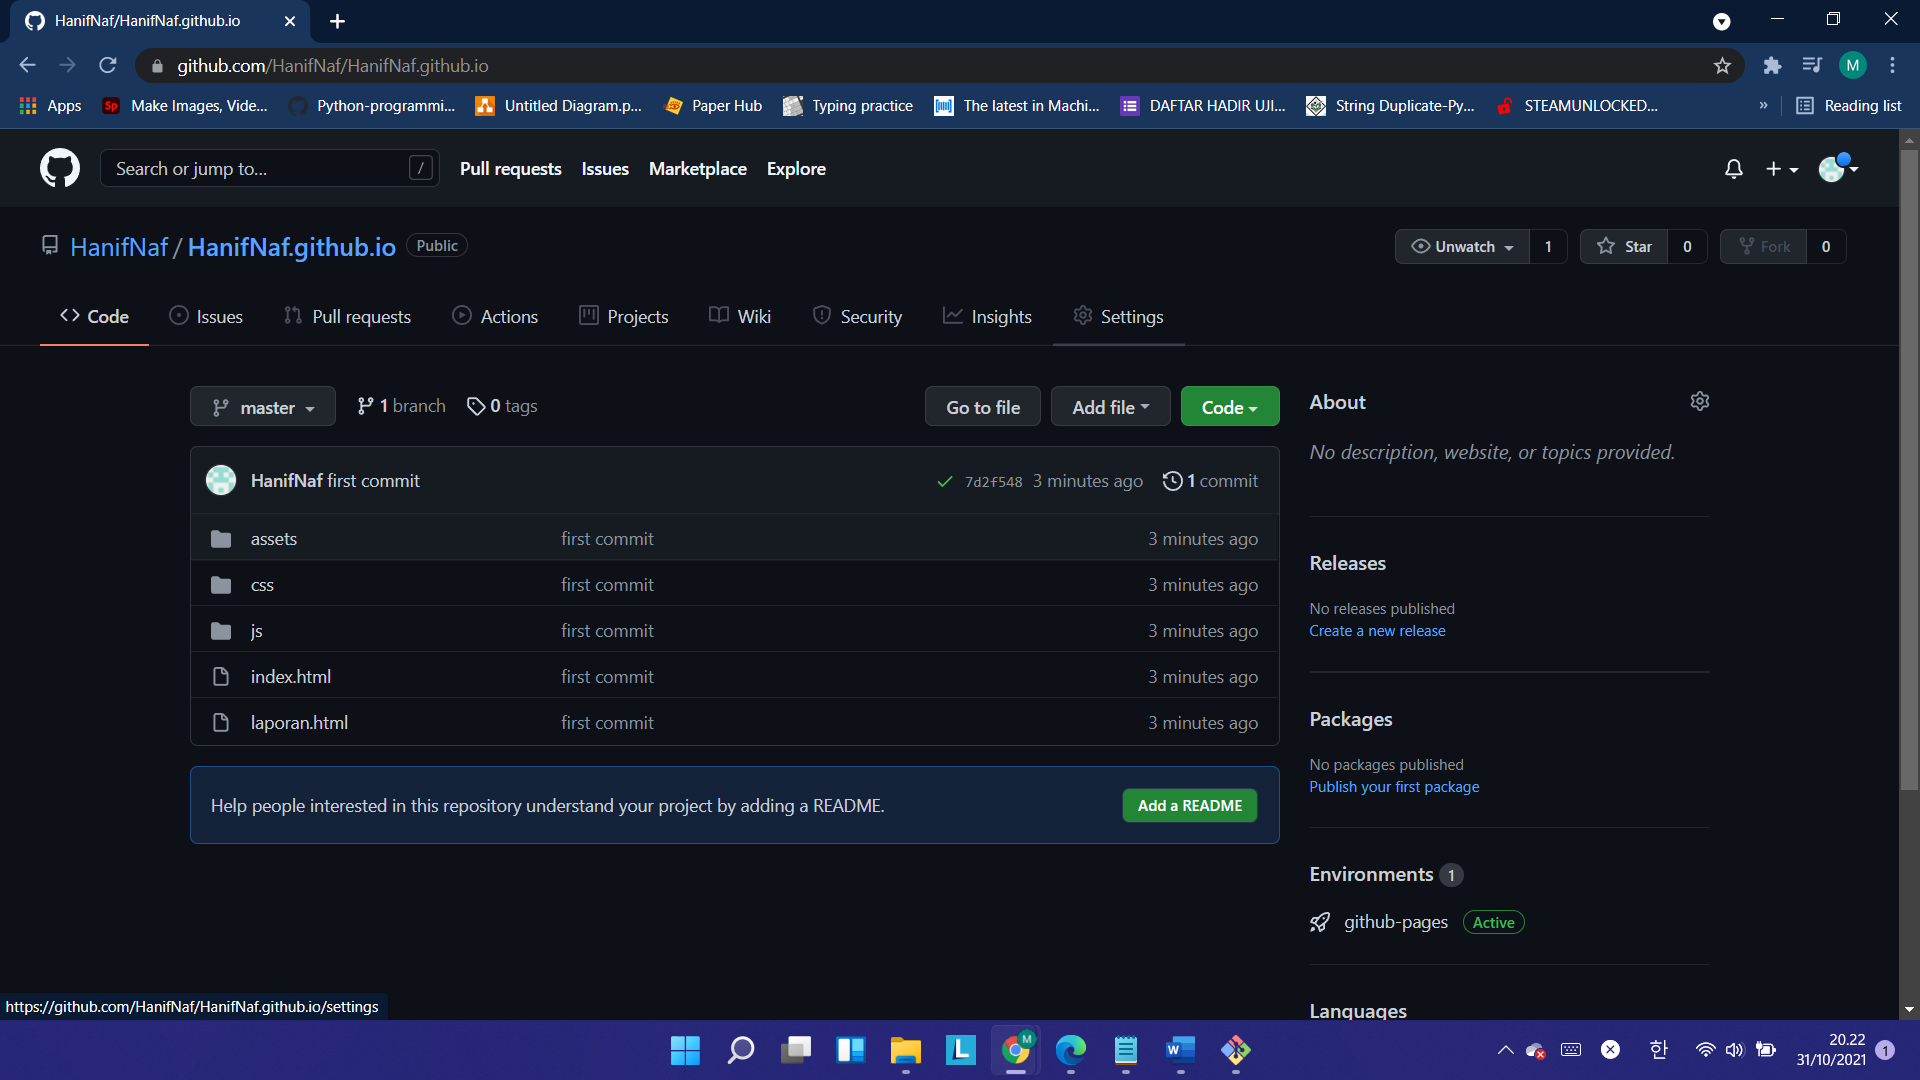 HanifNaf/HanifNaf.github.io
github.com/HanifNaf/HanifNaf.github.io
M
Apps
Sp
Make Images, Vide...
Python-programmi...
Untitled Diagram.p...
Paper Hub
Typing practice
The latest in Machi...
DAFTAR HADIR UJI...
String Duplicate-Py...
STEAMUNLOCKED...
»
Reading list
Search or jump to...
/
Pull requests
Issues
Marketplace
Explore
HanifNaf / HanifNaf.github.io
Public
Unwatch
1
Star
0
Fork
0
Code
Issues
Pull requests
Actions
Projects
Wiki
Security
Insights
Settings
master
1 branch
0 tags
Go to file
Add file
Code
HanifNaf first commit
7d2f548
3 minutes ago
1 commit
assets
first commit
3 minutes ago
css
first commit
3 minutes ago
js
first commit
3 minutes ago
index.html
first commit
3 minutes ago
laporan.html
first commit
3 minutes ago
Help people interested in this repository understand your project by adding a README.
Add a README
About
No description, website, or topics provided.
Releases
No releases published
Create a new release
Packages
No packages published
Publish your first package
Environments 1
github-pages
Active
Languages
https://github.com/HanifNaf/HanifNaf.github.io/settings
L
M
W
한
20.22
31/10/2021
1